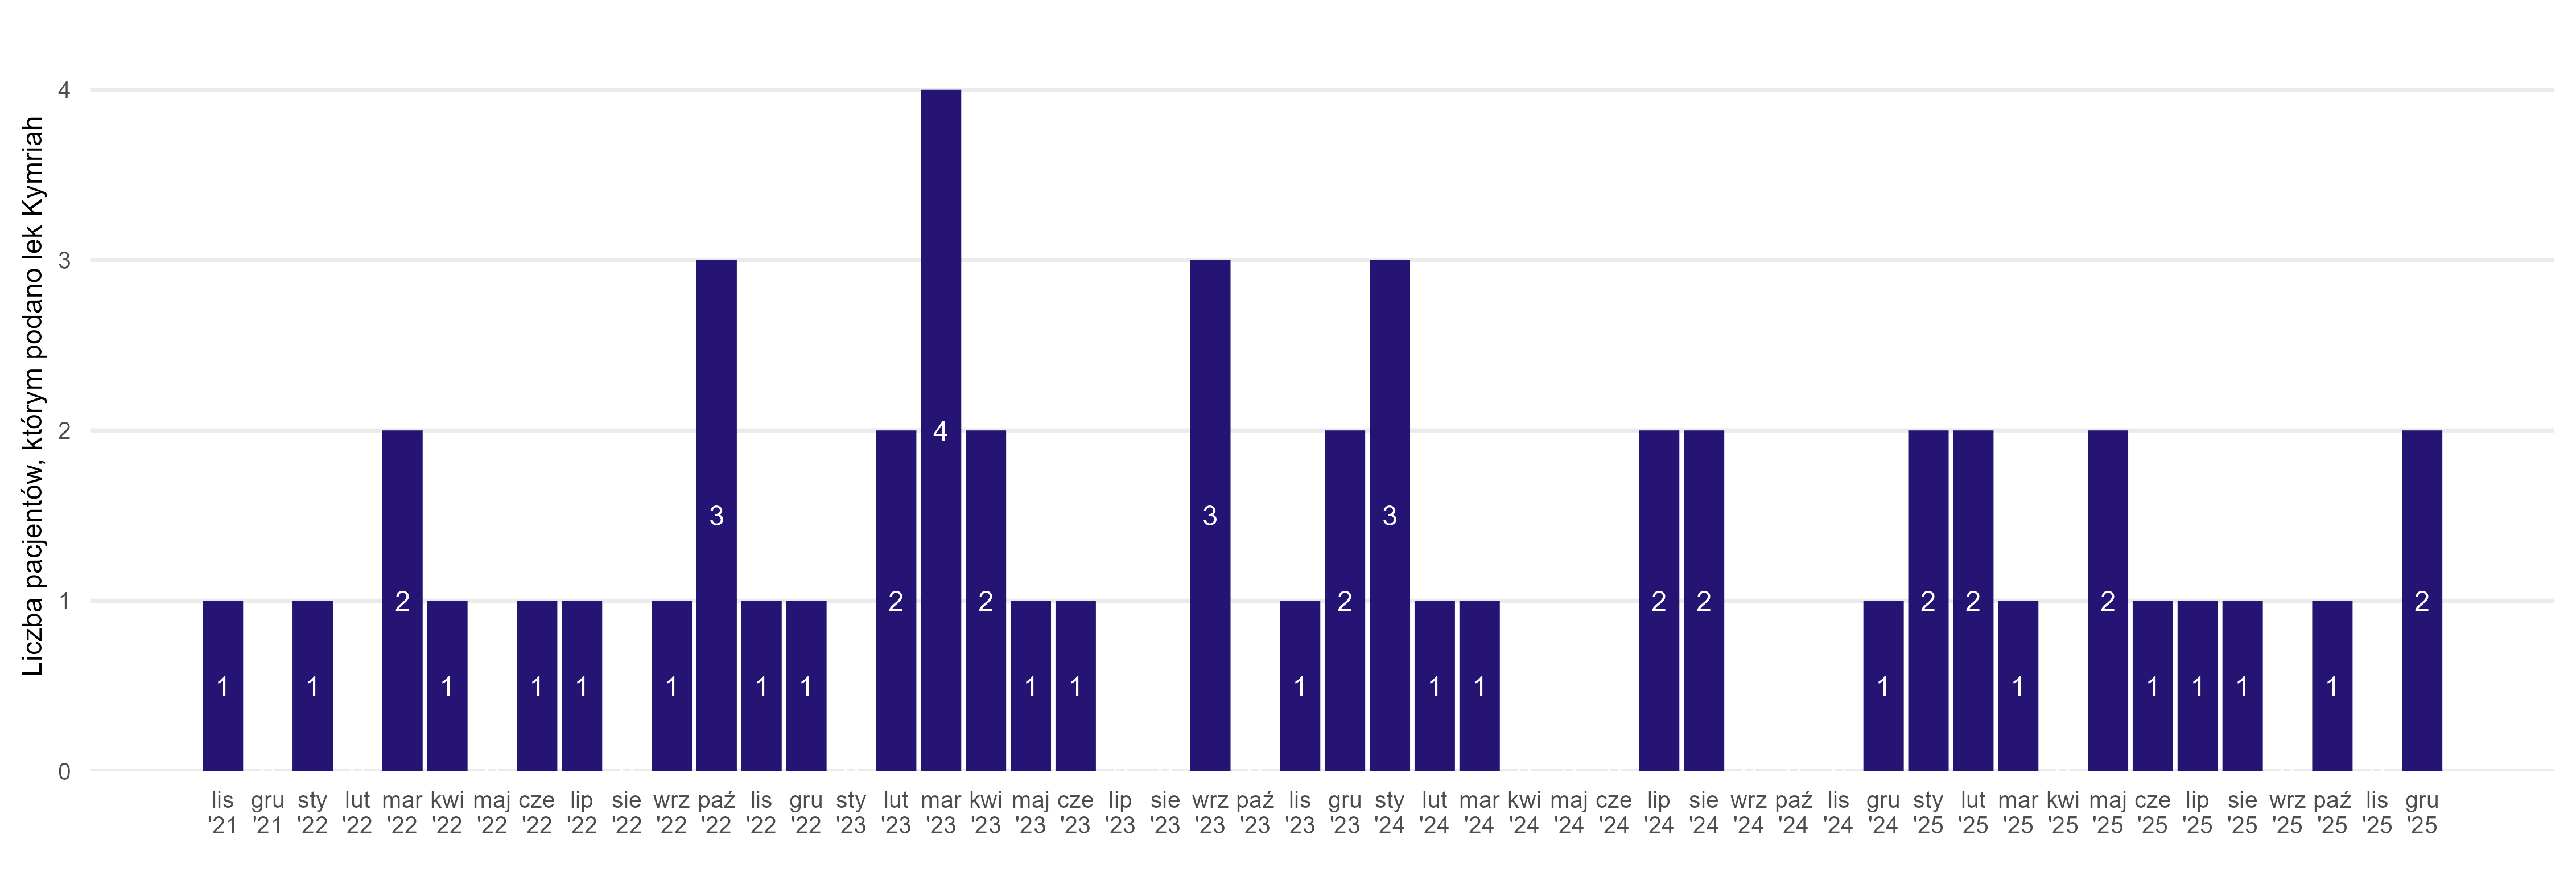 Liczba pacjentów, którym podano lek Kymriah
4
3
2
1
0
1 1 2 1 1 1 1 3 1 1 2 4 2 1 1 3 1 2 3 1 1 2 2 1 2 2 1 2 1 1 1 1 2
lis gru sty lut mar kwi maj cze lip sie wrz paź lis gru sty lut mar kwi maj cze lip sie wrz paź lis gru sty lut mar kwi maj cze lip sie wrz paź lis gru sty lut mar kwi maj cze lip sie wrz paź lis gru
'21 '21 '22 '22 '22 '22 '22 '22 '22 '22 '22 '22 '22 '22 '23 '23 '23 '23 '23 '23 '23 '23 '23 '23 '23 '23 '24 '24 '24 '24 '24 '24 '24 '24 '24 '24 '24 '24 '25 '25 '25 '25 '25 '25 '25 '25 '25 '25 '25 '25